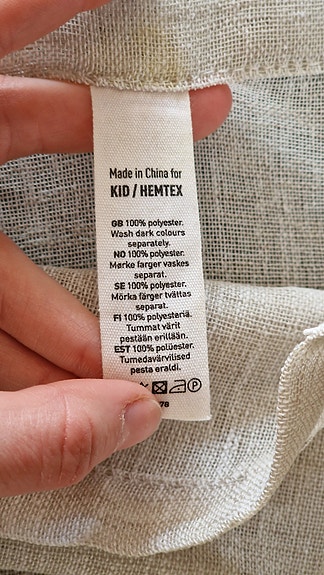 Made in China for
KID / HEMTEX
GB 100% polyester.
Wash dark colours
separately.
NO 100% polyester.
Mørke farger vaskes
separat.
SE 100% polyester.
Mörka färger tvättas
separat.
FI 100% polyesteriä.
Tummat värit
pestään erillään.
EST 100% polüester.
Tumedavärvilised
pesta eraldi.
P
78